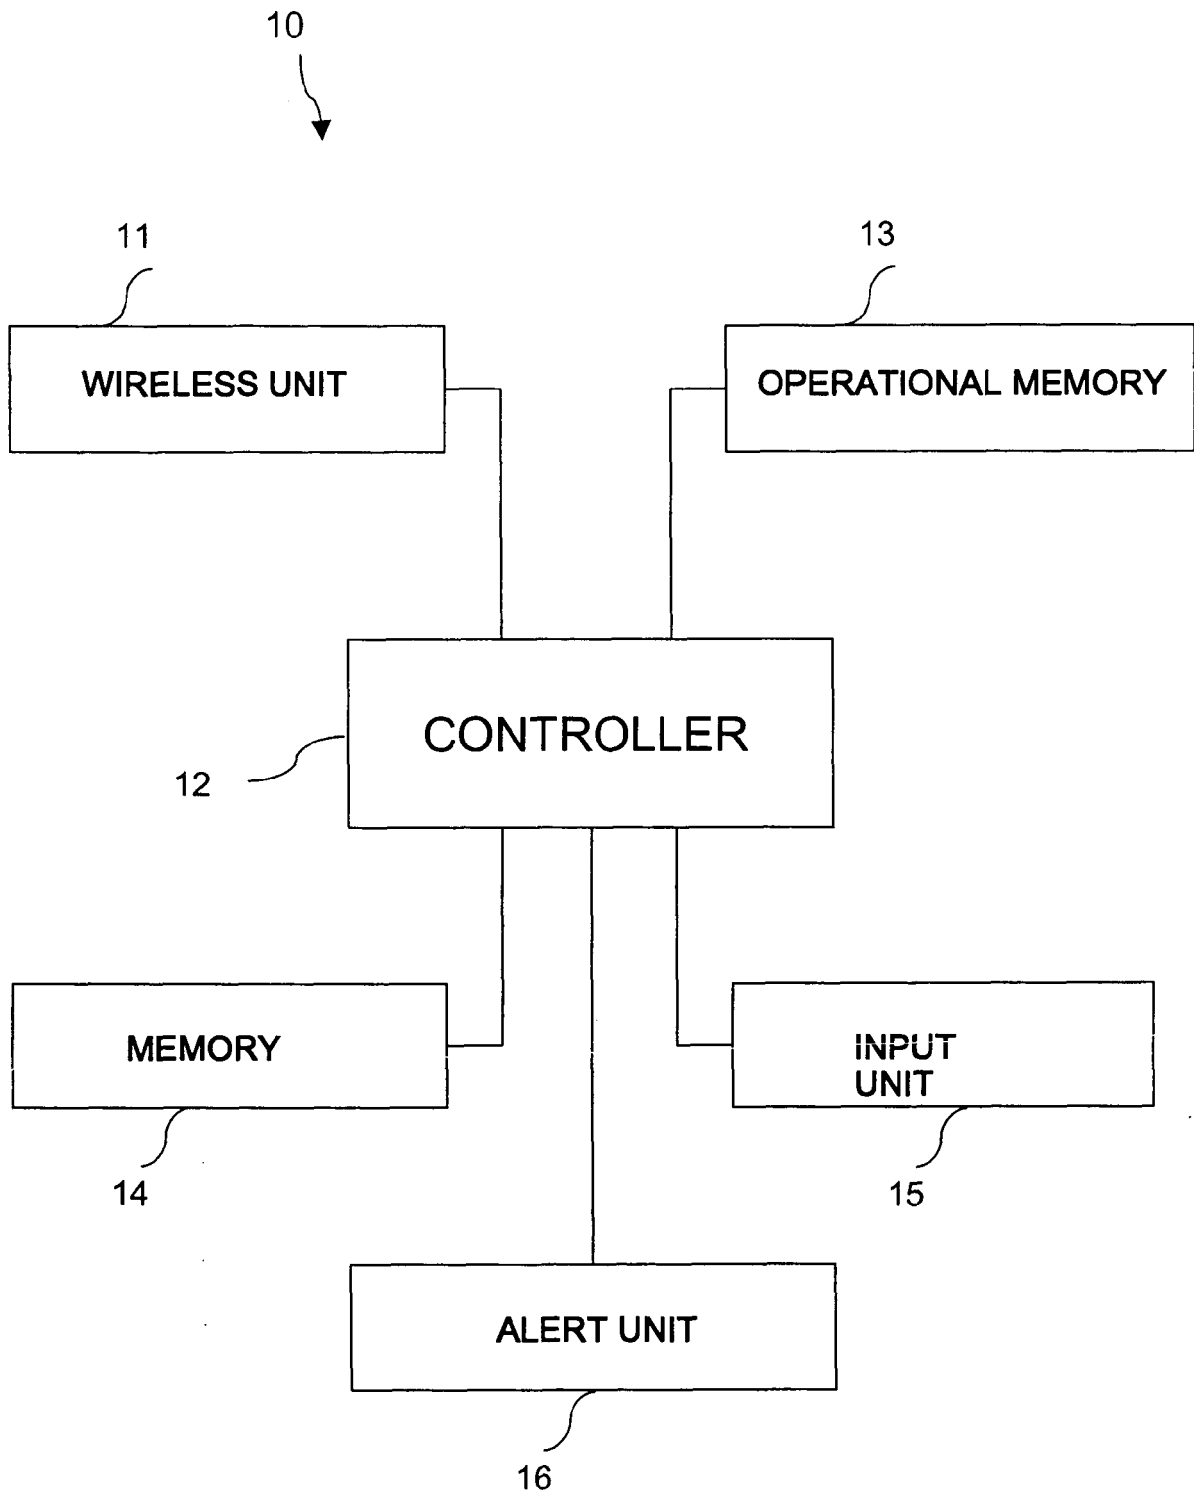 10
11
13
WIRELESS UNIT
OPERATIONAL MEMORY
CONTROLLER
12
MEMORY
INPUT
UNIT
14
15
ALERT UNIT
16